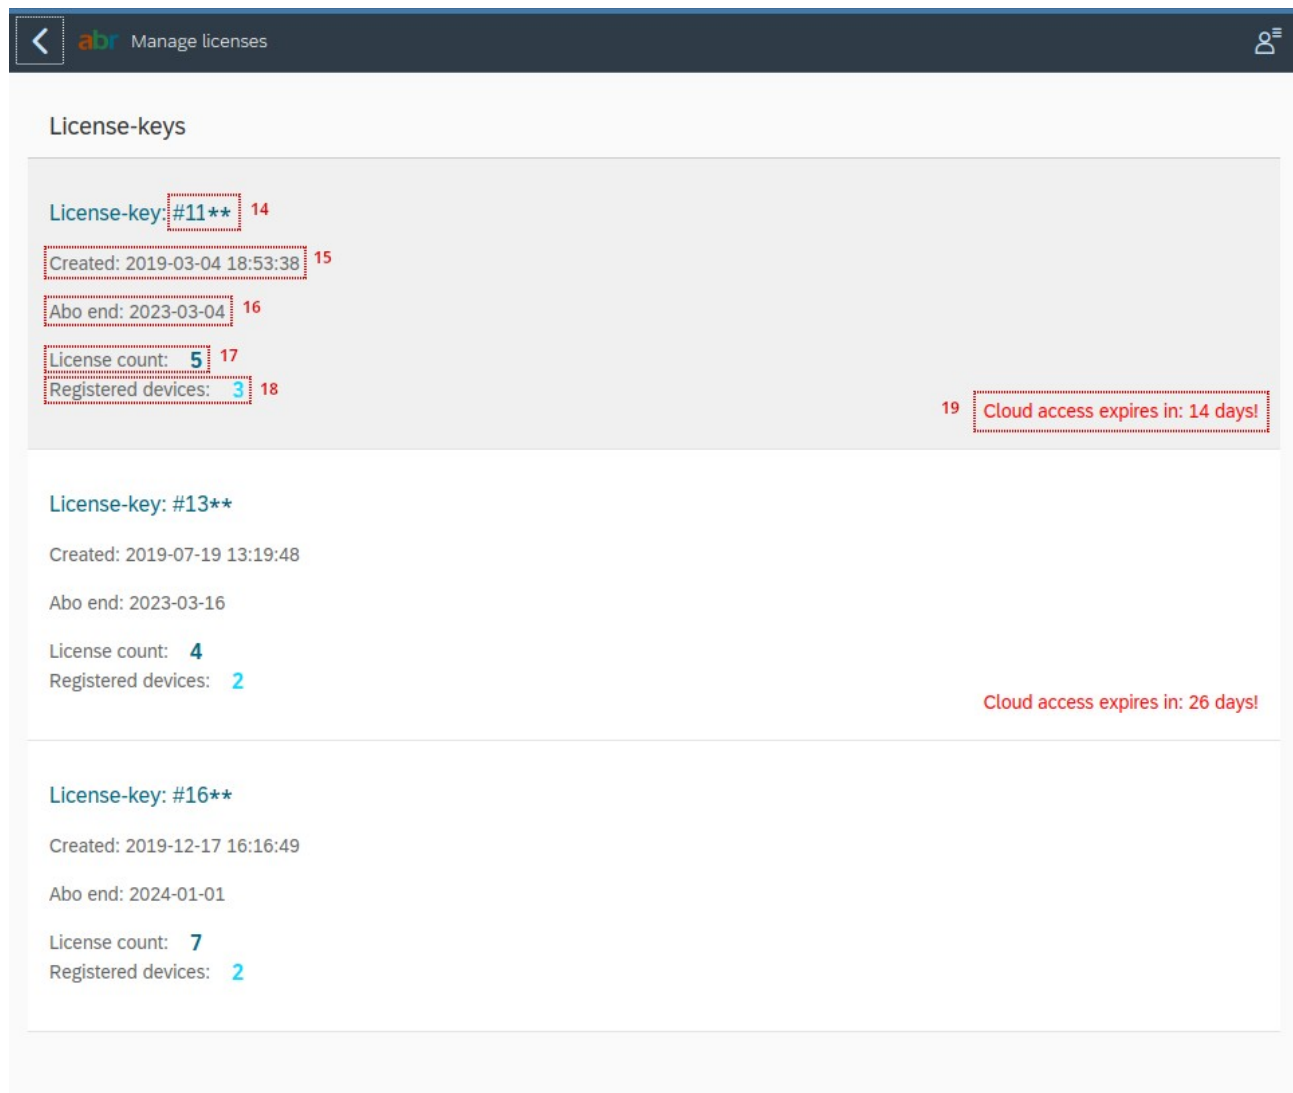 abr Manage licenses
License-keys
License-key: #11** 14
Created: 2019-03-04 18:53:38 15
Abo end: 2023-03-04 16
License count: 5 17
Registered devices: 3 18
19 Cloud access expires in: 14 days!
License-key: #13**
Created: 2019-07-19 13:19:48
Abo end: 2023-03-16
License count: 4
Registered devices: 2
Cloud access expires in: 26 days!
License-key: #16**
Created: 2019-12-17 16:16:49
Abo end: 2024-01-01
License count: 7
Registered devices: 2